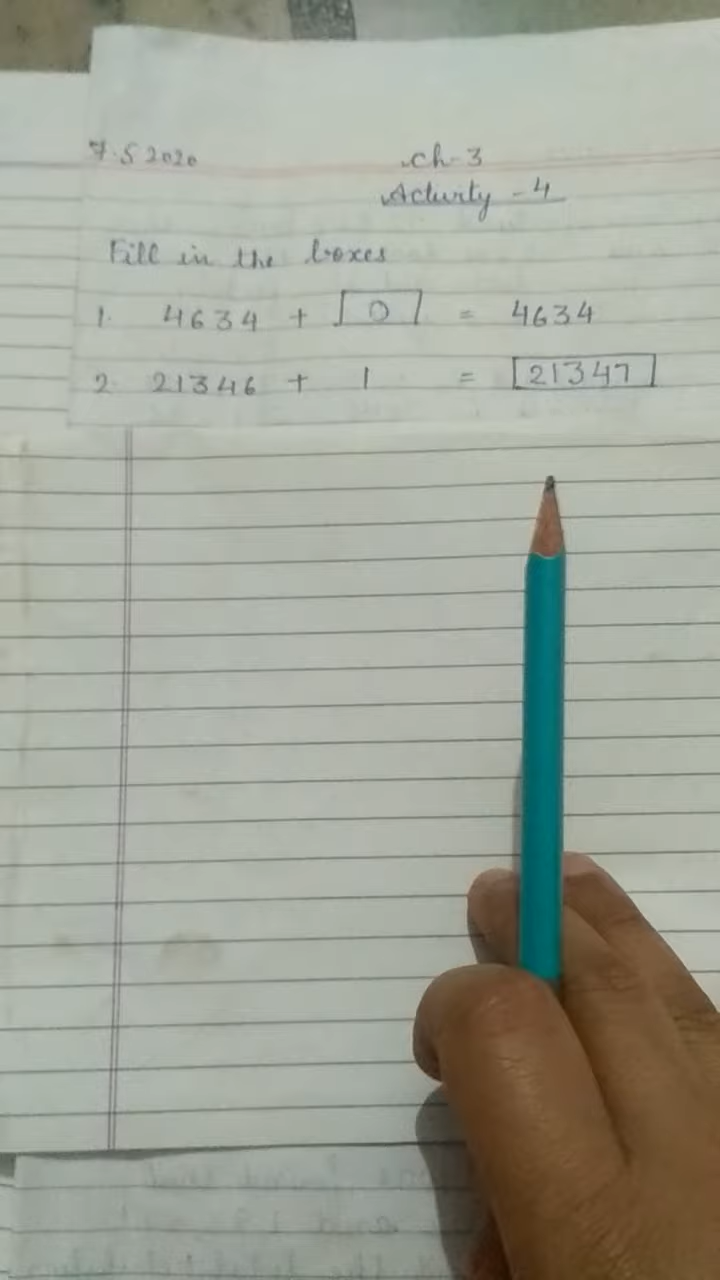 7.5 2020 ch-3
Activity - 4
Fill in the boxes
1. 4634 + 0 = 4634
2. 21346 + 1 = 21347